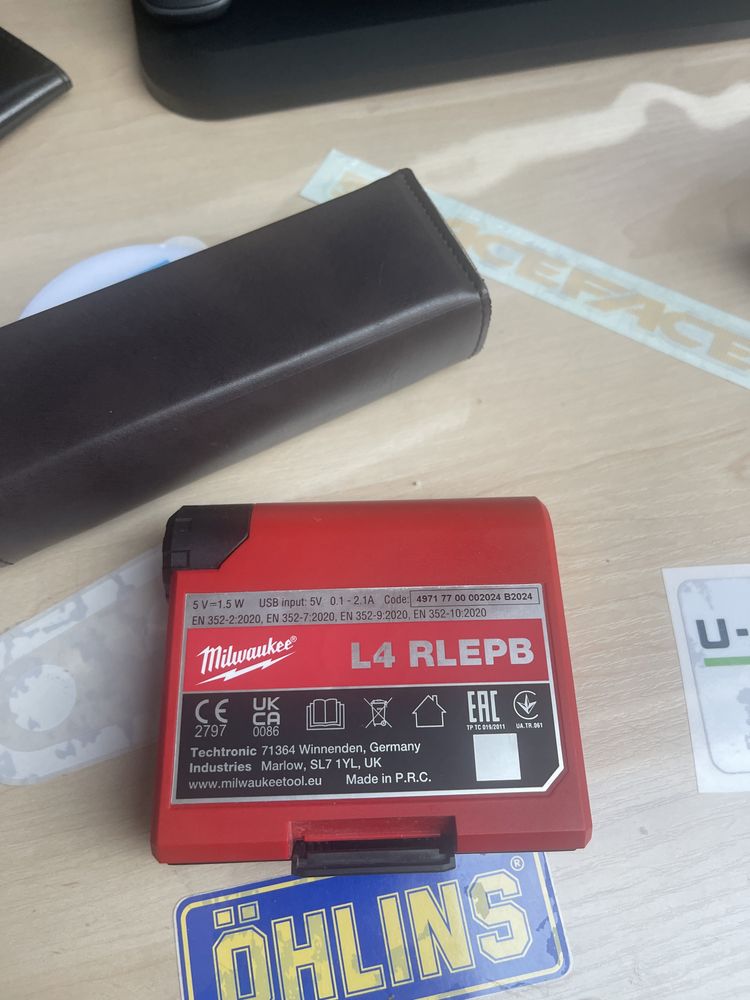 CEFACE
5 V⎓1.5 W USB input: 5V 0.1 - 2.1A Code: 4971 77 00 002024 B2024
EN 352-2:2020, EN 352-7:2020, EN 352-9:2020, EN 352-10:2020
Milwaukee®
L4 RLEPB
U-
CE
2797
UK
CA
0086
EAC
TP TC 016/2011
UA.TR.061
Techtronic 71364 Winnenden, Germany
Industries Marlow, SL7 1YL, UK
www.milwaukeetool.eu Made in P.R.C.
ÖHLINS®